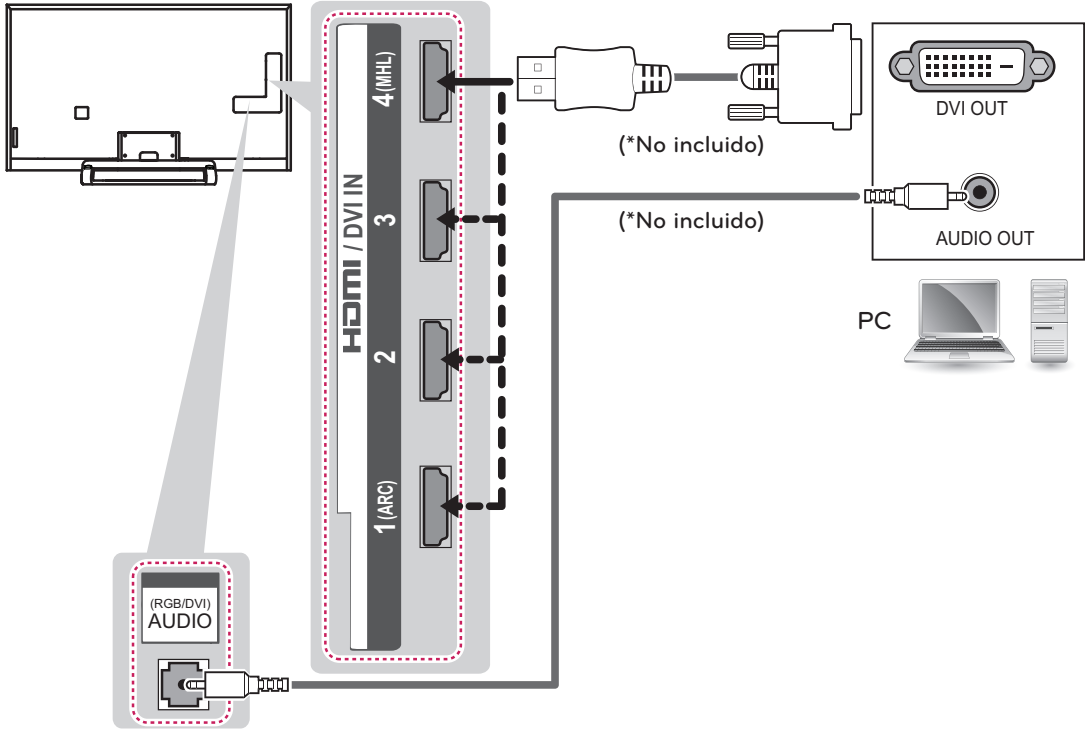 HDMI / DVI IN
4 (MHL)
3
2
1 (ARC)
(*No incluido)
(*No incluido)
DVI OUT
AUDIO OUT
PC
(RGB/DVI)
AUDIO